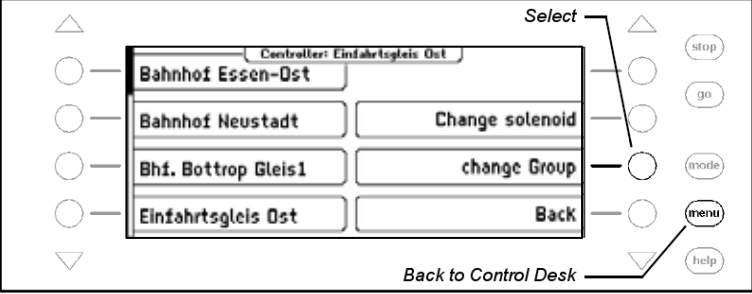 Select
stop
Controller: Einfahrtsgleis Ost
Bahnhof Essen-Ost
go
Bahnhof Neustadt
Change solenoid
Bhf. Bottrop Gleis1
change Group
mode
Einfahrtsgleis Ost
Back
menu
help
Back to Control Desk